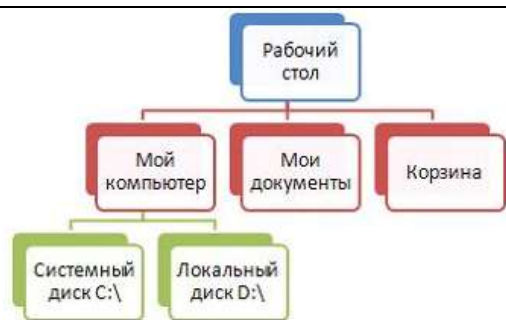 Рабочий
стол
Мой
компьютер
Мои
документы
Корзина
Системный
диск C:\
Локальный
диск D:\